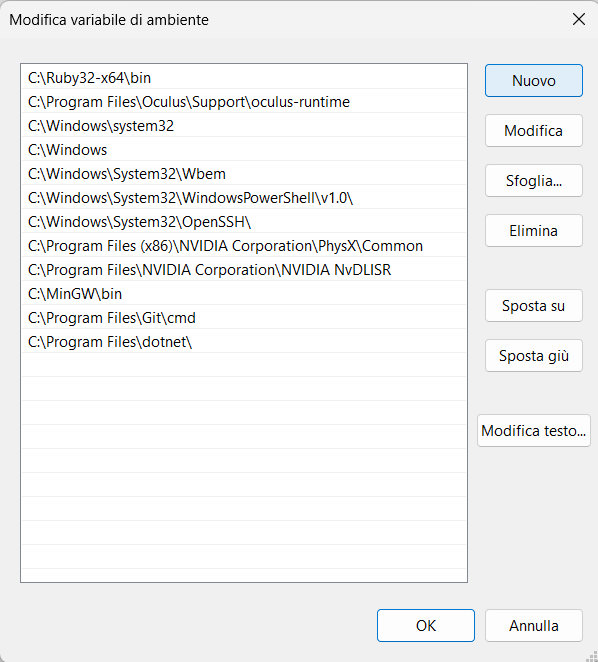 Modifica variabile di ambiente
C:\Ruby32-x64\bin
C:\Program Files\Oculus\Support\oculus-runtime
C:\Windows\system32
C:\Windows
C:\Windows\System32\Wbem
C:\Windows\System32\WindowsPowerShell\v1.0\
C:\Windows\System32\OpenSSH\
C:\Program Files (x86)\NVIDIA Corporation\PhysX\Common
C:\Program Files\NVIDIA Corporation\NVIDIA NvDLISR
C:\MinGW\bin
C:\Program Files\Git\cmd
C:\Program Files\dotnet\
Nuovo
Modifica
Sfoglia...
Elimina
Sposta su
Sposta giù
Modifica testo...
OK
Annulla